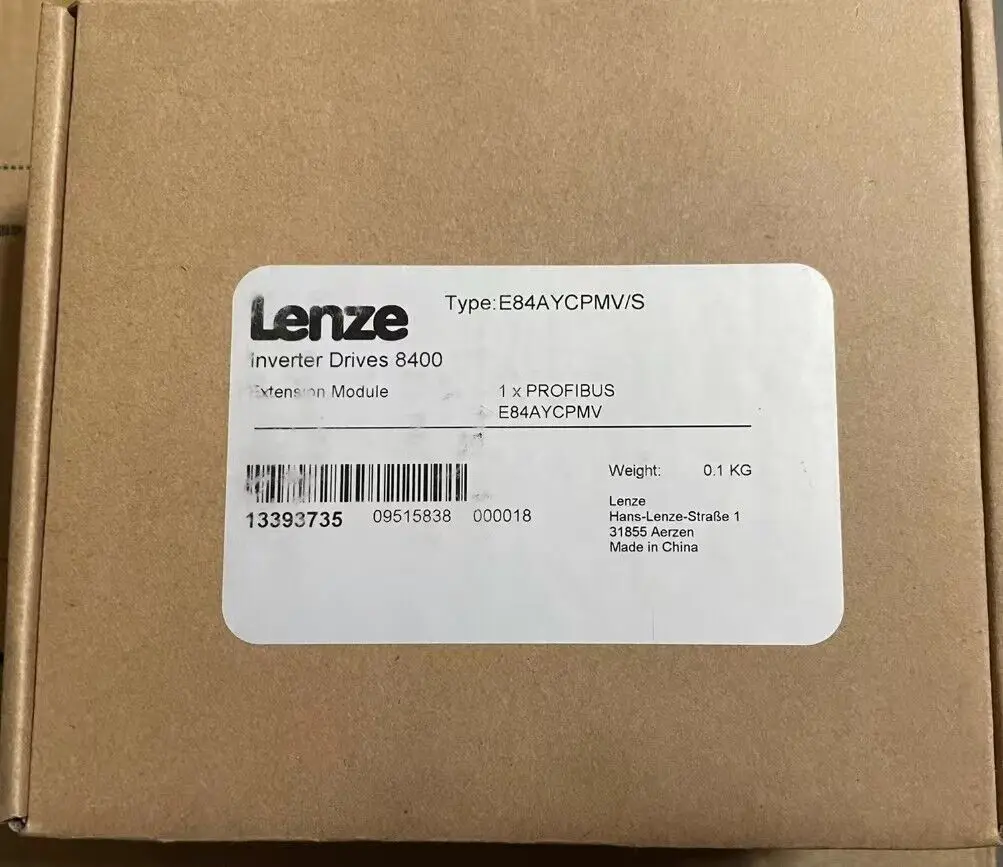 Lenze
Type:E84AYCPMV/S
Inverter Drives 8400
Extension Module
1 x PROFIBUS
E84AYCPMV
Weight: 0.1 KG
13393735 09515838 000018
Lenze
Hans-Lenze-Straße 1
31855 Aerzen
Made in China